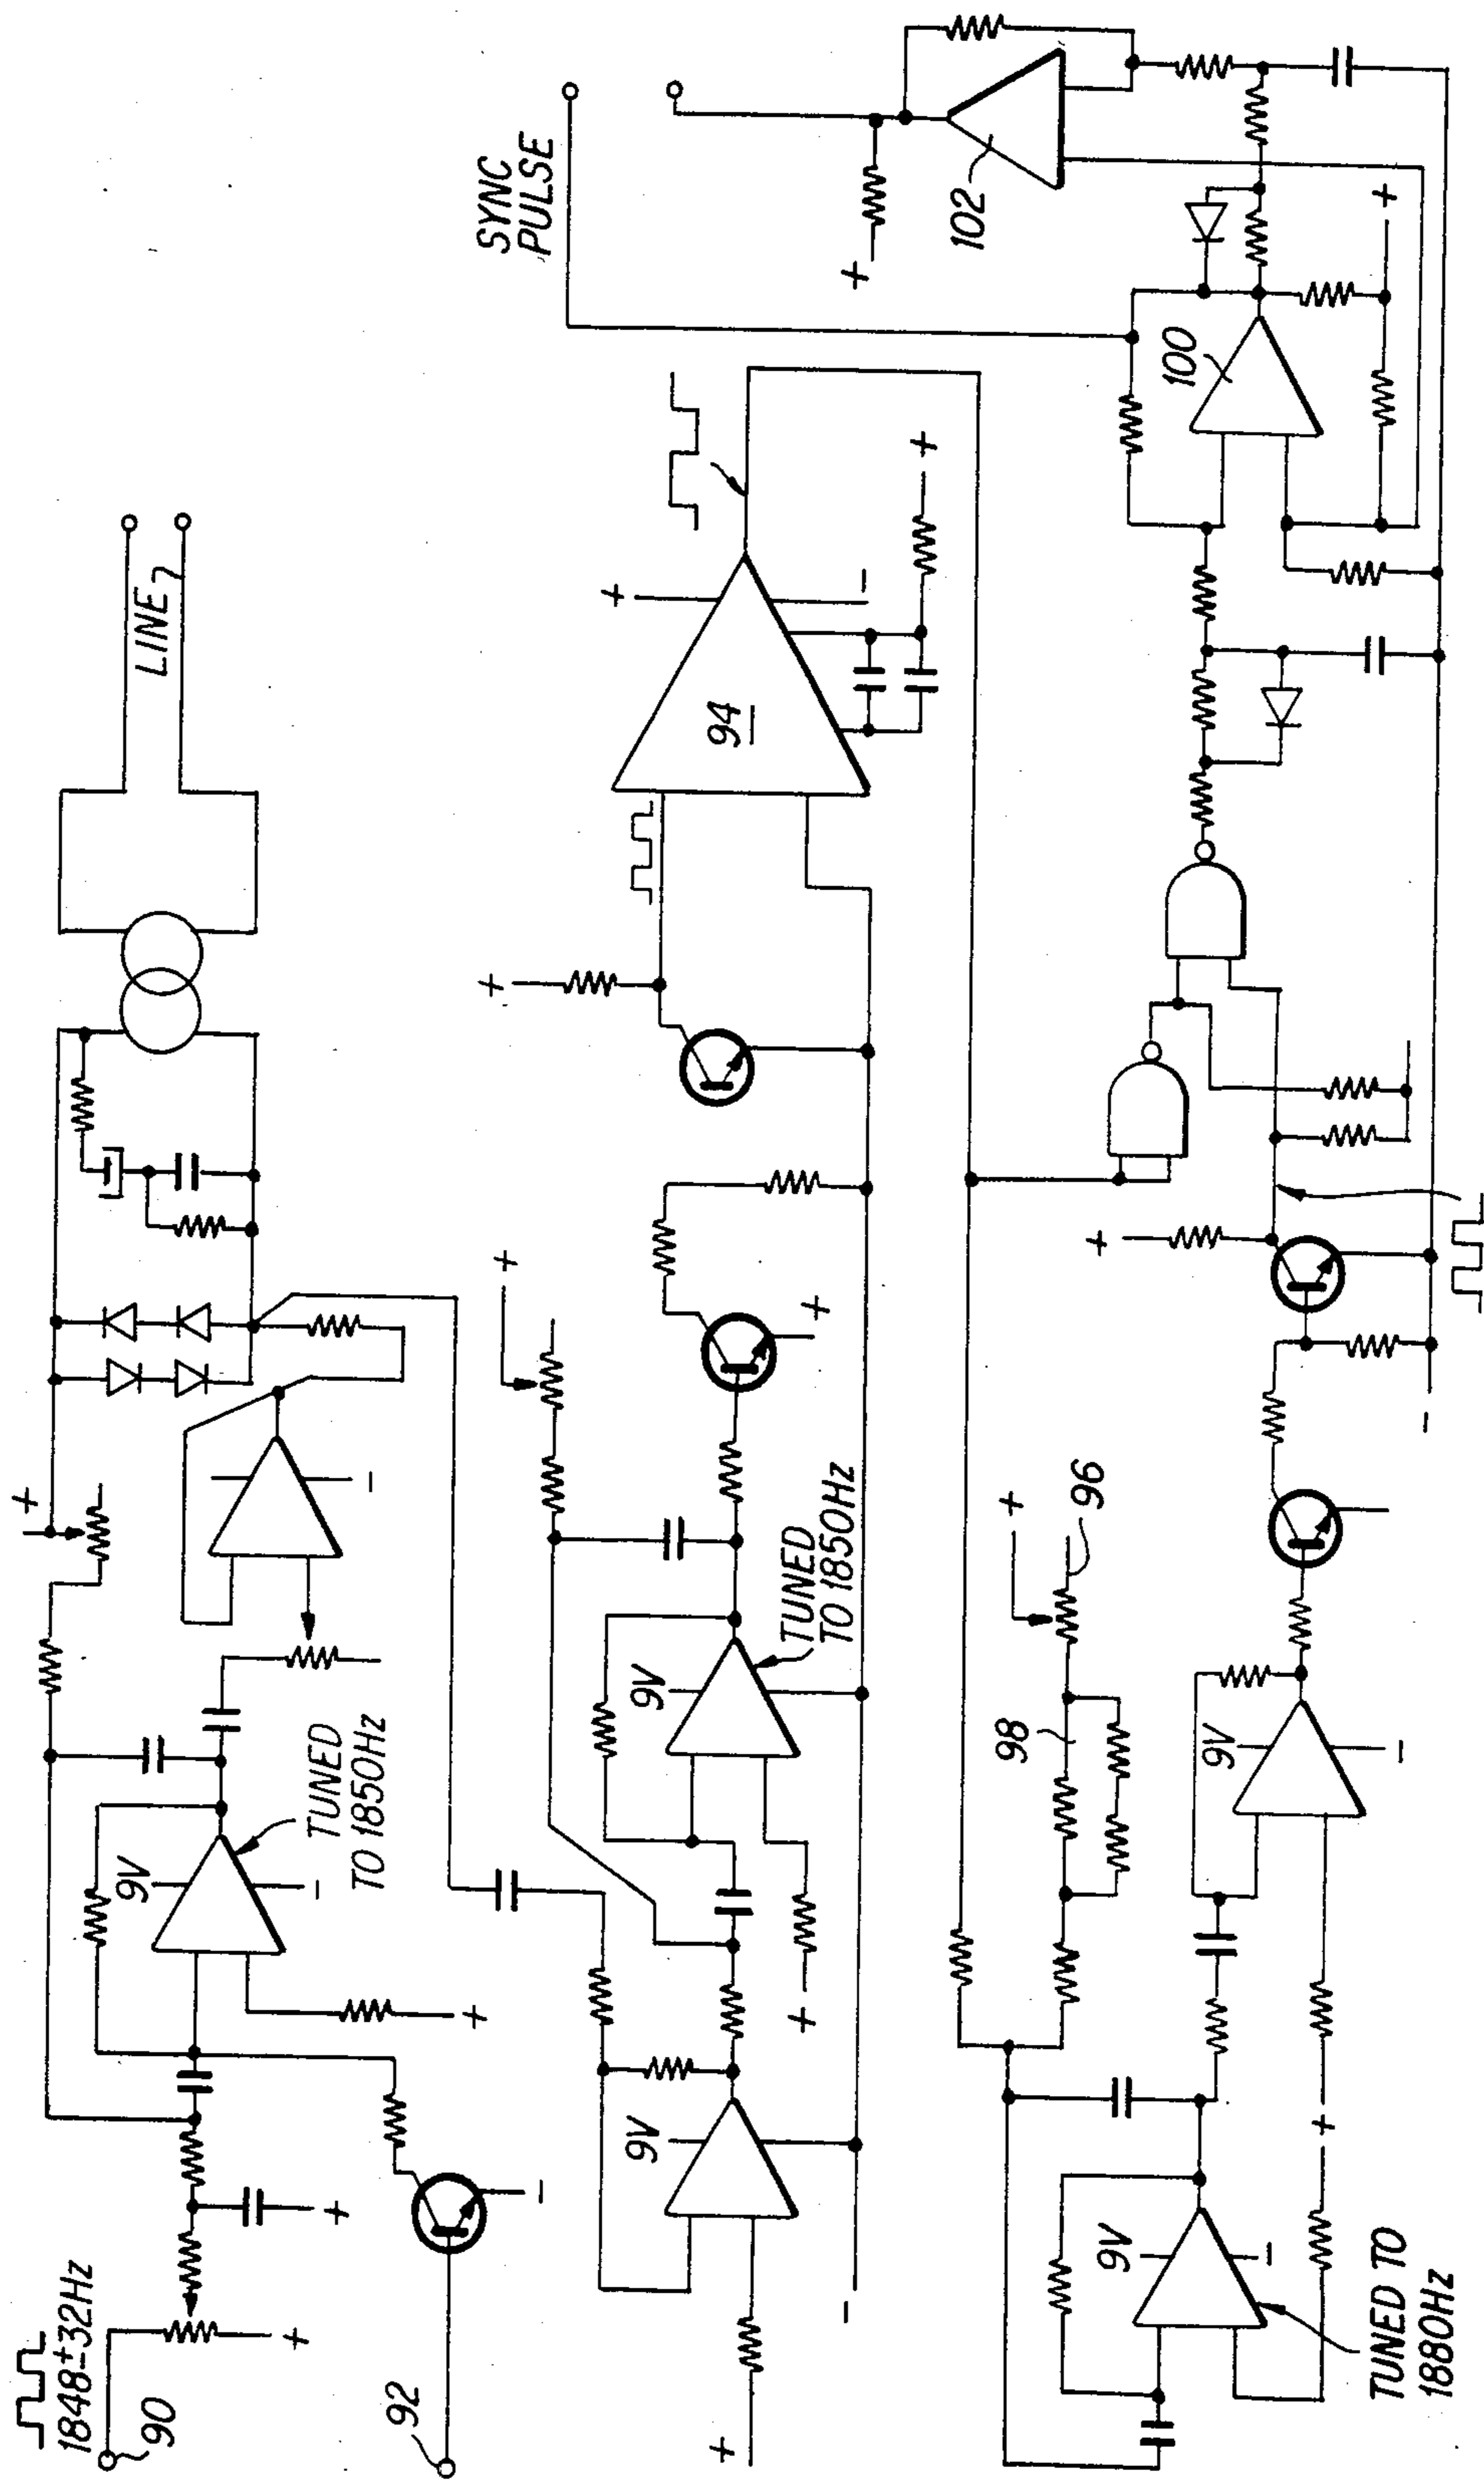 1848±32Hz
90
92
9V
TUNED
TO 1850Hz
+
+
+
+
−
−
−
LINE
9V
9V
TUNED
TO 1850Hz
+
+
+
+
+
−
94
+
+
−
SYNC
PULSE
9V
−
TUNED TO
1880Hz
+
98
96
+
9V
−
+
−
100
+
102
+